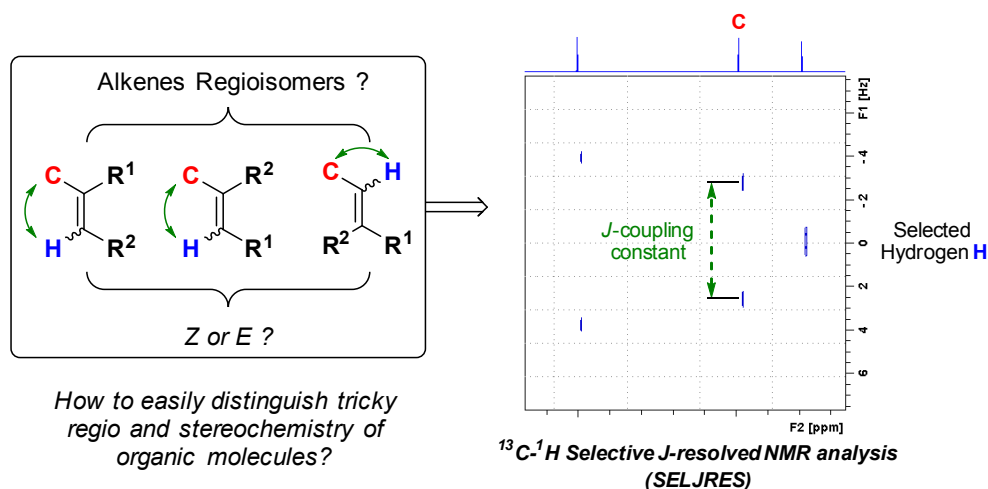 Alkenes Regioisomers ?
C
R1
H
R2
C
R2
H
R1
C
H
R2
R1
Z or E ?
How to easily distinguish tricky
regio and stereochemistry of
organic molecules?
C
F1 [Hz]
-4
-2
0
2
4
6
J-coupling
constant
Selected
Hydrogen H
F2 [ppm]
13C-1H Selective J-resolved NMR analysis
(SELJRES)